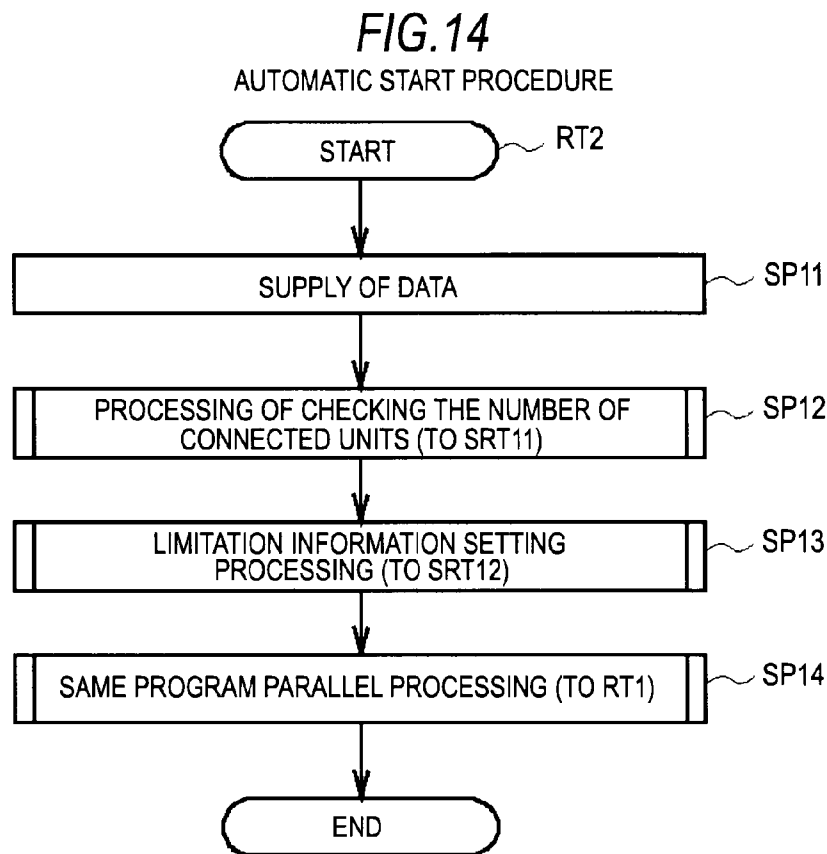 FIG.14
AUTOMATIC START PROCEDURE
START
RT2
SUPPLY OF DATA
SP11
PROCESSING OF CHECKING THE NUMBER OF
CONNECTED UNITS (TO SRT11)
SP12
LIMITATION INFORMATION SETTING
PROCESSING (TO SRT12)
SP13
SAME PROGRAM PARALLEL PROCESSING (TO RT1)
SP14
END